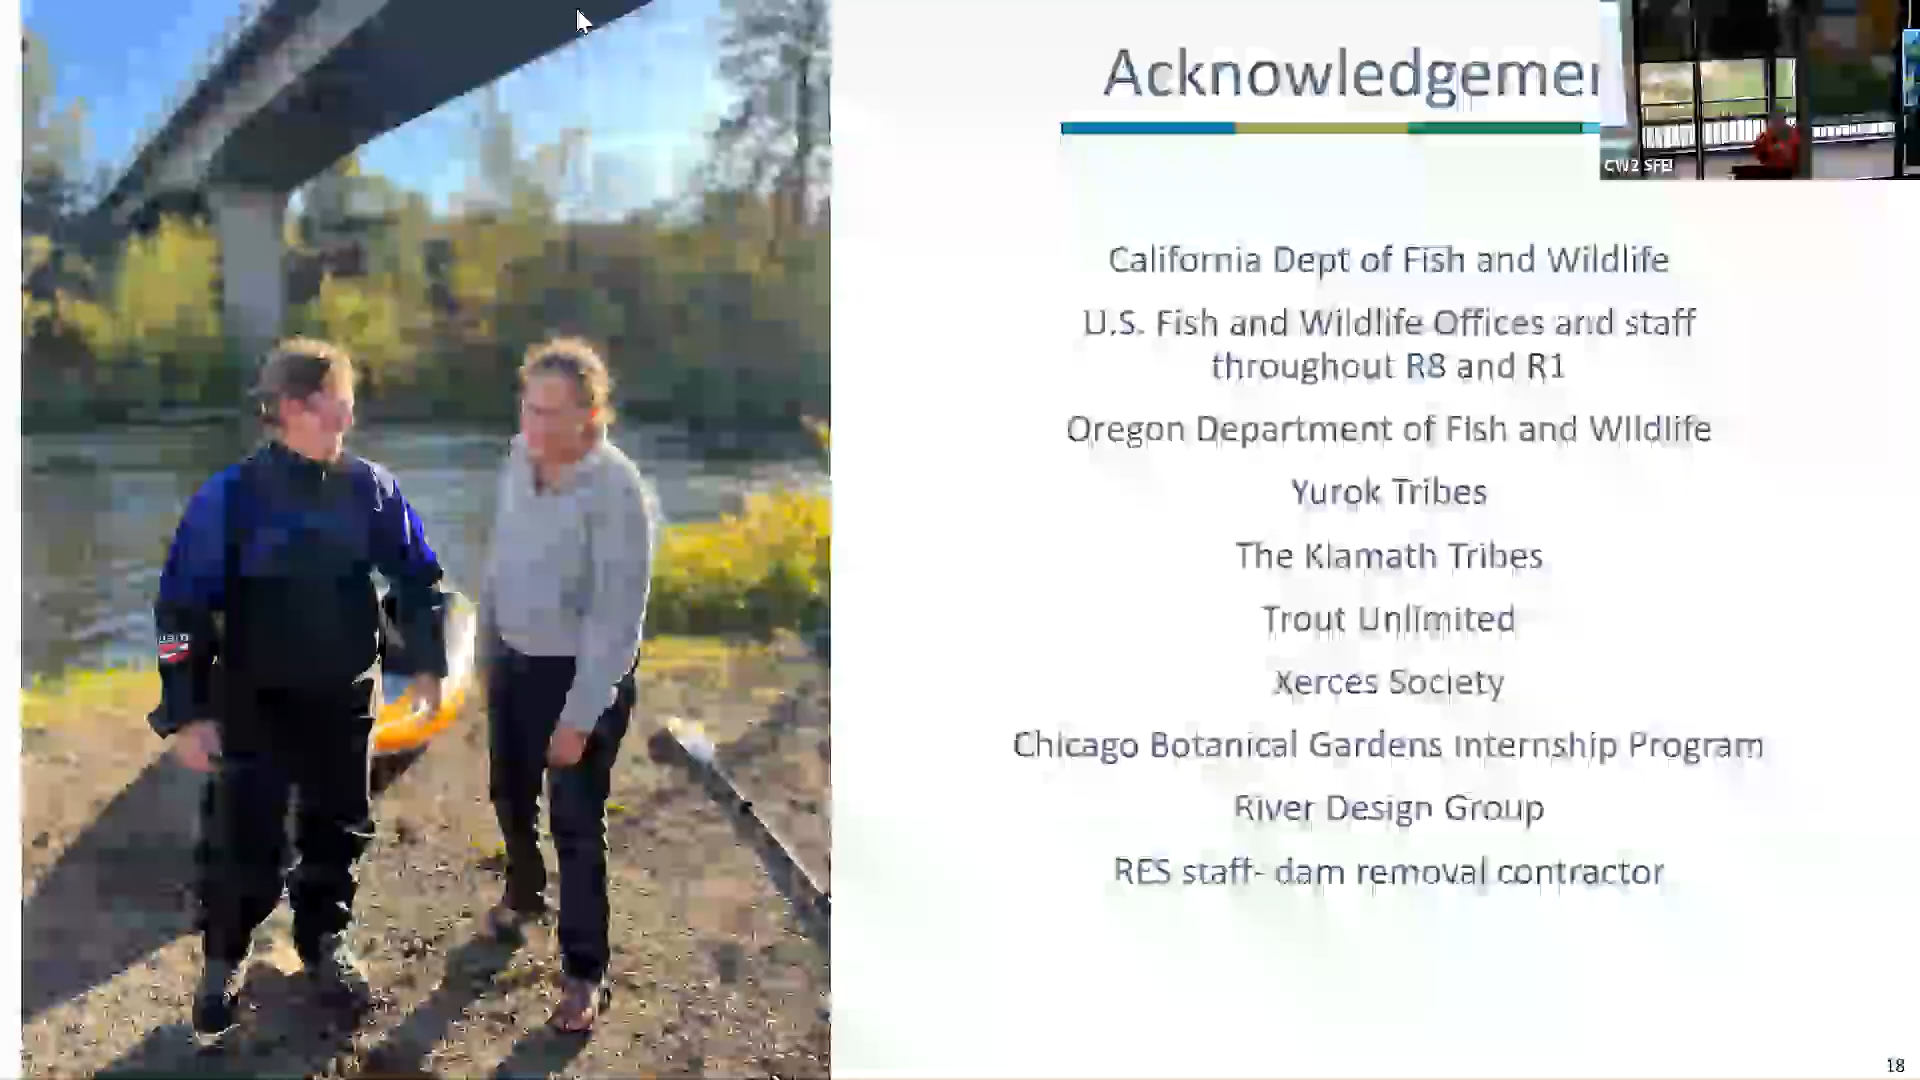 Acknowledgemen
CW2 SFEI
California Dept of Fish and Wildlife
U.S. Fish and Wildlife Offices and staff
throughout R8 and R1
Oregon Department of Fish and Wildlife
Yurok Tribes
The Klamath Tribes
Trout Unlimited
Xerces Society
Chicago Botanical Gardens Internship Program
River Design Group
RES staff- dam removal contractor
18